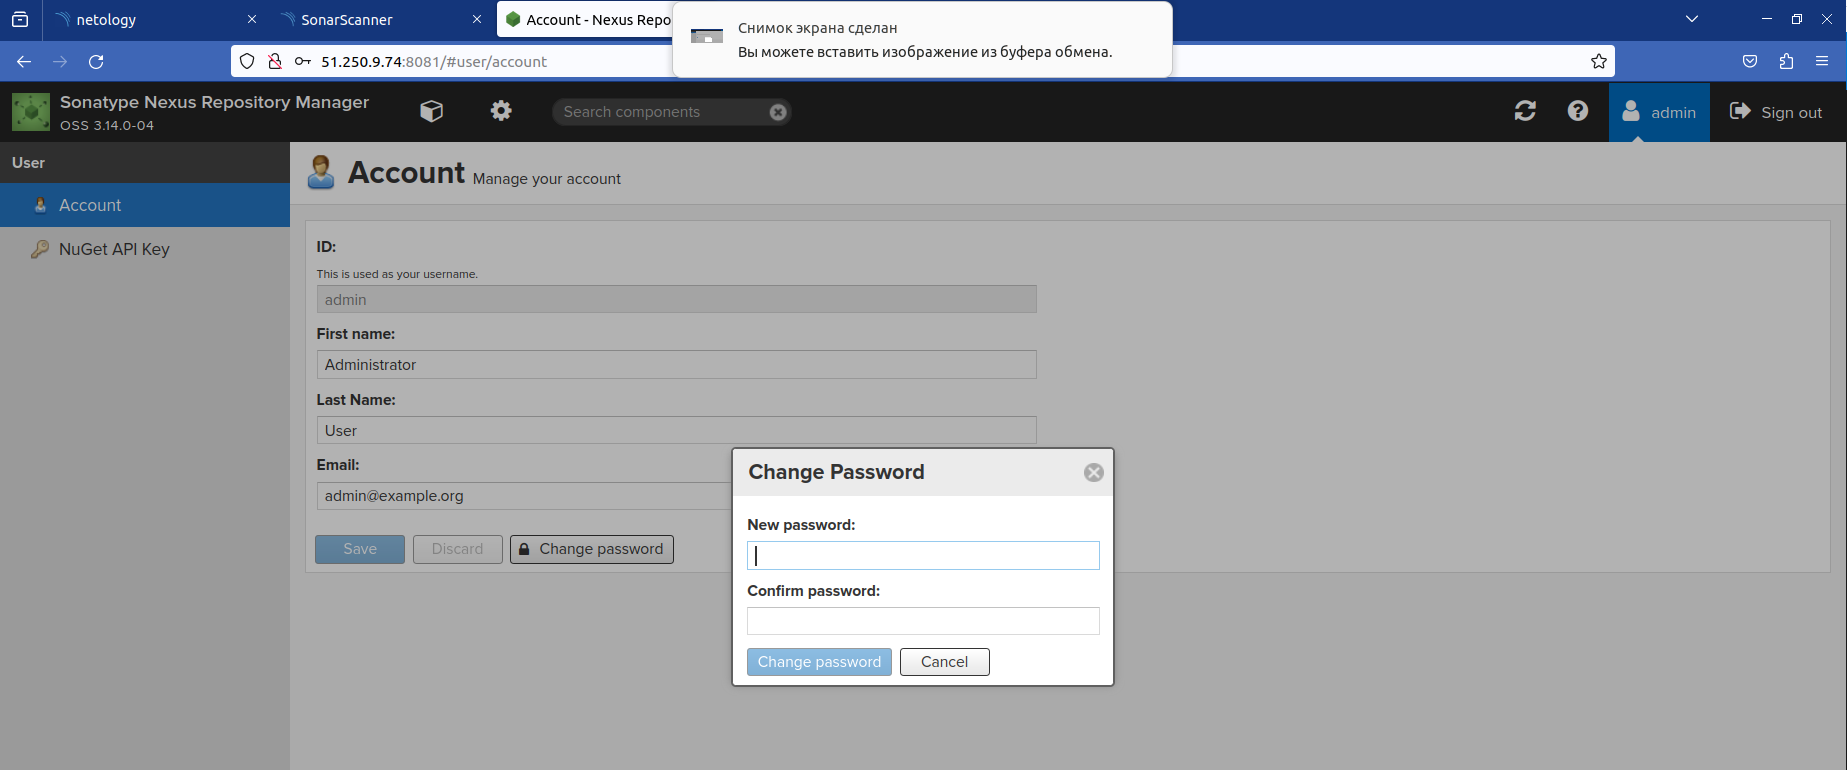 netology
SonarScanner
Account - Nexus Repo
Снимок экрана сделан
Вы можете вставить изображение из буфера обмена.
51.250.9.74:8081/#user/account
Sonatype Nexus Repository Manager
OSS 3.14.0-04
Search components
admin
Sign out
User
Account
NuGet API Key
Account Manage your account
ID:
This is used as your username.
admin
First name:
Administrator
Last Name:
User
Email:
admin@example.org
Save
Discard
Change password
Change Password
New password:
Confirm password:
Change password
Cancel